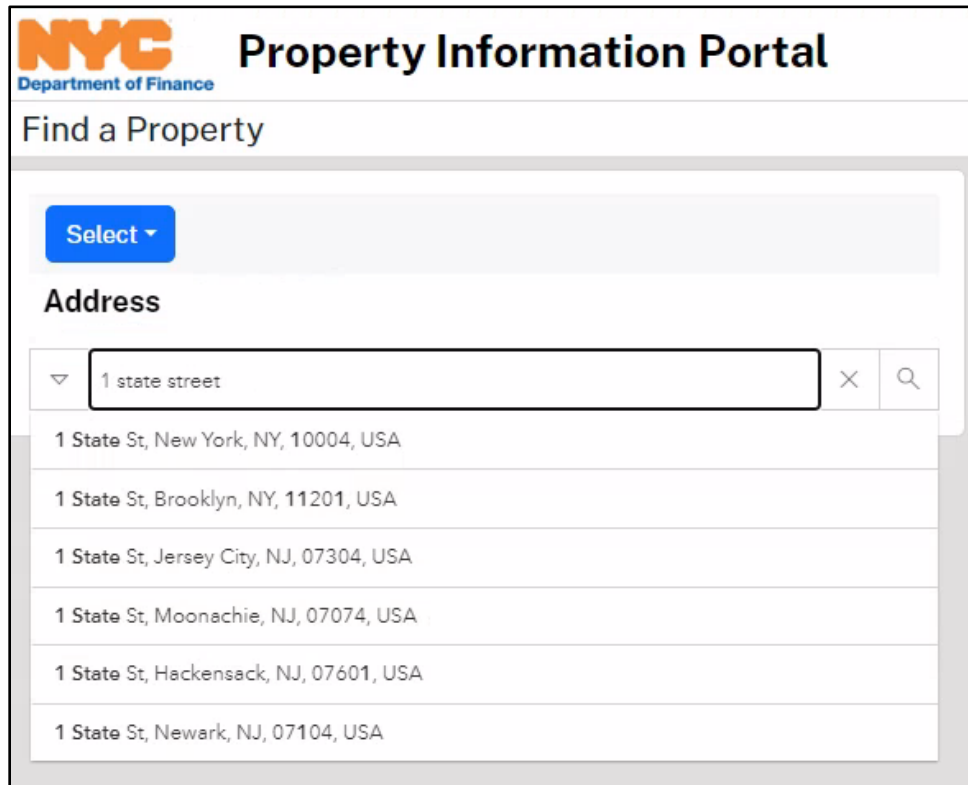 NYC
Department of Finance
Property Information Portal
Find a Property
Select
Address
1 state street
1 State St, New York, NY, 10004, USA
1 State St, Brooklyn, NY, 11201, USA
1 State St, Jersey City, NJ, 07304, USA
1 State St, Moonachie, NJ, 07074, USA
1 State St, Hackensack, NJ, 07601, USA
1 State St, Newark, NJ, 07104, USA